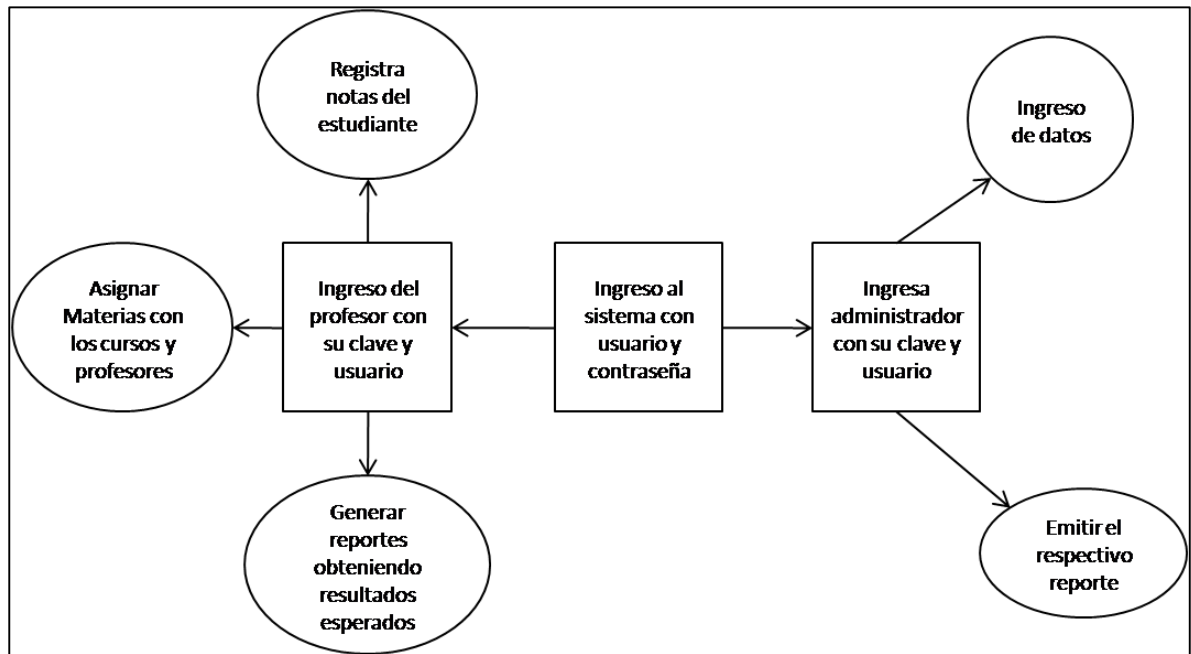 Registra
notas del
estudiante
Ingreso
de datos
Asignar
Materias con
los cursos y
profesores
Ingreso del
profesor con
su clave y
usuario
Ingreso al
sistema con
usuario y
contraseña
Ingresa
administrador
con su clave y
usuario
Generar
reportes
obteniendo
resultados
esperados
Emitir el
respectivo
reporte